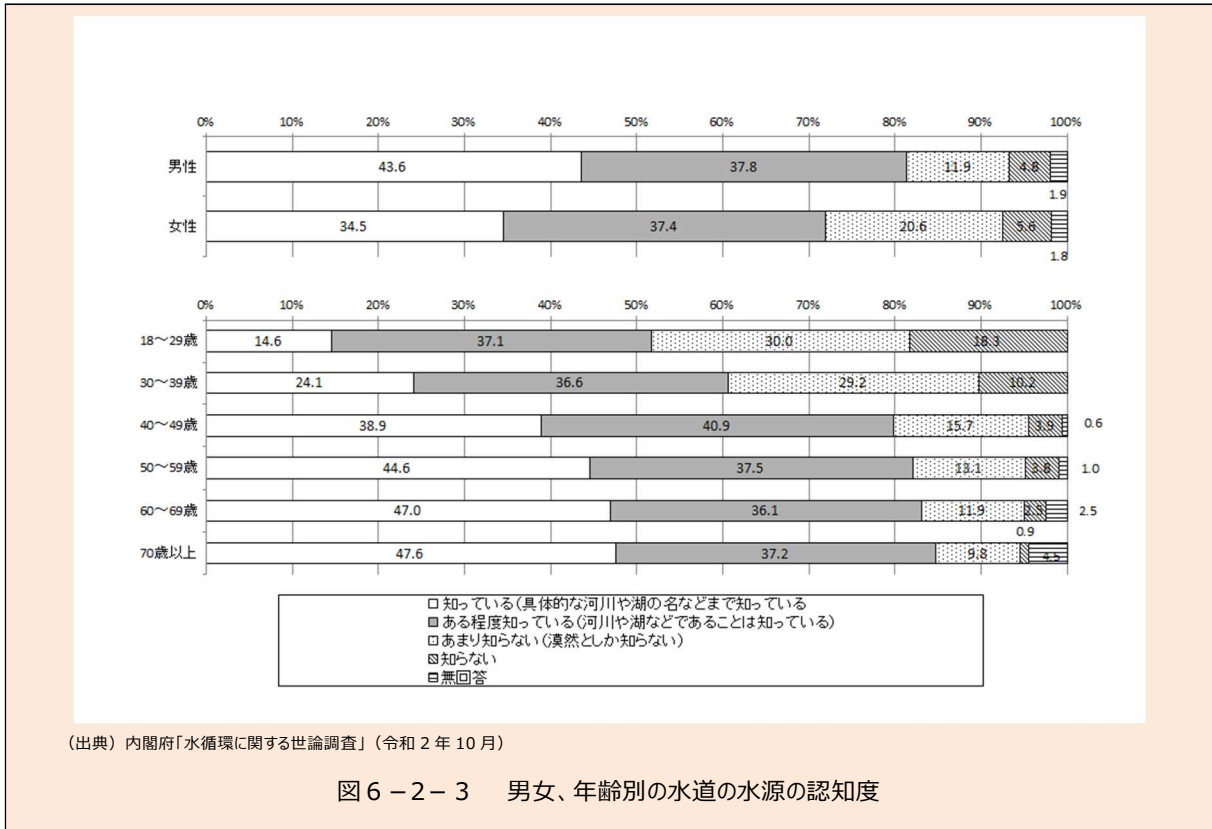 0% 10% 20% 30% 40% 50% 60% 70% 80% 90% 100%
男性 43.6 37.8 11.9 4.8
1.9
女性 34.5 37.4 20.6 5.6
1.8
0% 10% 20% 30% 40% 50% 60% 70% 80% 90% 100%
18～29歳 14.6 37.1 30.0 18.3
30～39歳 24.1 36.6 29.2 10.2
40～49歳 38.9 40.9 15.7 3.9 0.6
50～59歳 44.6 37.5 13.1 3.8 1.0
60～69歳 47.0 36.1 11.9 2.5 2.5
0.9
70歳以上 47.6 37.2 9.8 4.5
知っている(具体的な河川や湖の名などまで知っている
ある程度知っている(河川や湖などであることは知っている)
あまり知らない(漠然としか知らない)
知らない
無回答
（出典）内閣府「水循環に関する世論調査」（令和2年10月）
図6－2－3 男女、年齢別の水道の水源の認知度